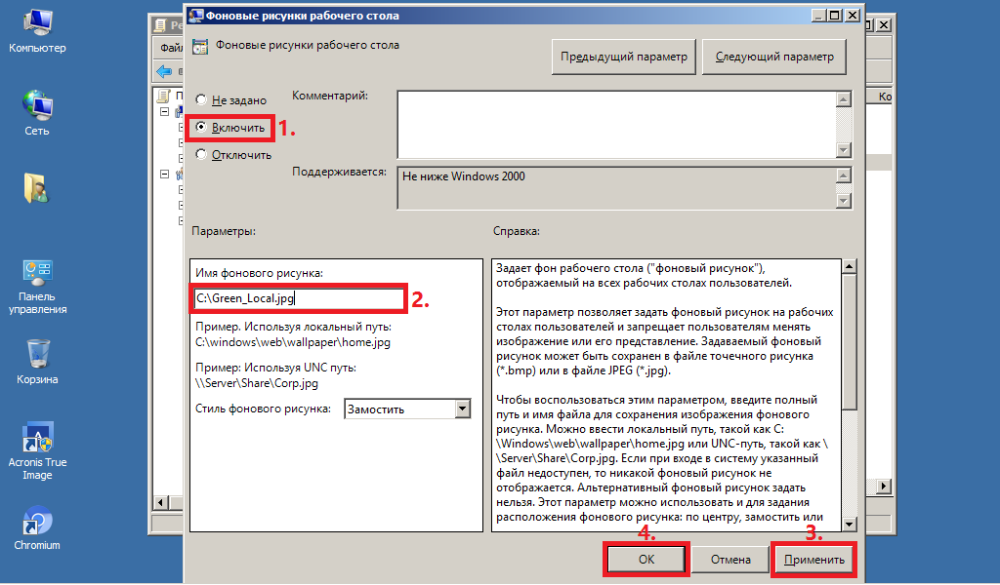 Фоновые рисунки рабочего стола
Компьютер
Сеть
Панель
управления
Корзина
Acronis True
Image
Chromium
Ре
Файл
П
Ко
Фоновые рисунки рабочего стола
Предыдущий параметр
Следующий параметр
Не задано
Включить
1.
Отключить
Комментарий:
Поддерживается:
Не ниже Windows 2000
Параметры:
Справка:
Имя фонового рисунка:
C:\Green_Local.jpg
2.
Пример. Используя локальный путь:
C:\windows\web\wallpaper\home.jpg
Пример: Используя UNC путь:
\\Server\Share\Corp.jpg
Стиль фонового рисунка:
Замостить
Задает фон рабочего стола ("фоновый рисунок"),
отображаемый на всех рабочих столах пользователей.
Этот параметр позволяет задать фоновый рисунок на рабочих
столах пользователей и запрещает пользователям менять
изображение или его представление. Задаваемый фоновый
рисунок может быть сохранен в файле точечного рисунка
(*.bmp) или в файле JPEG (*.jpg).
Чтобы воспользоваться этим параметром, введите полный
путь и имя файла для сохранения изображения фонового
рисунка. Можно ввести локальный путь, такой как C:
\Windows\web\wallpaper\home.jpg или UNC-путь, такой как \
\Server\Share\Corp.jpg. Если при входе в систему указанный
файл недоступен, то никакой фоновый рисунок не
отображается. Альтернативный фоновый рисунок задать
нельзя. Этот параметр можно использовать и для задания
расположения фонового рисунка: по центру, замостить или
4.
3.
OK
Отмена
Применить